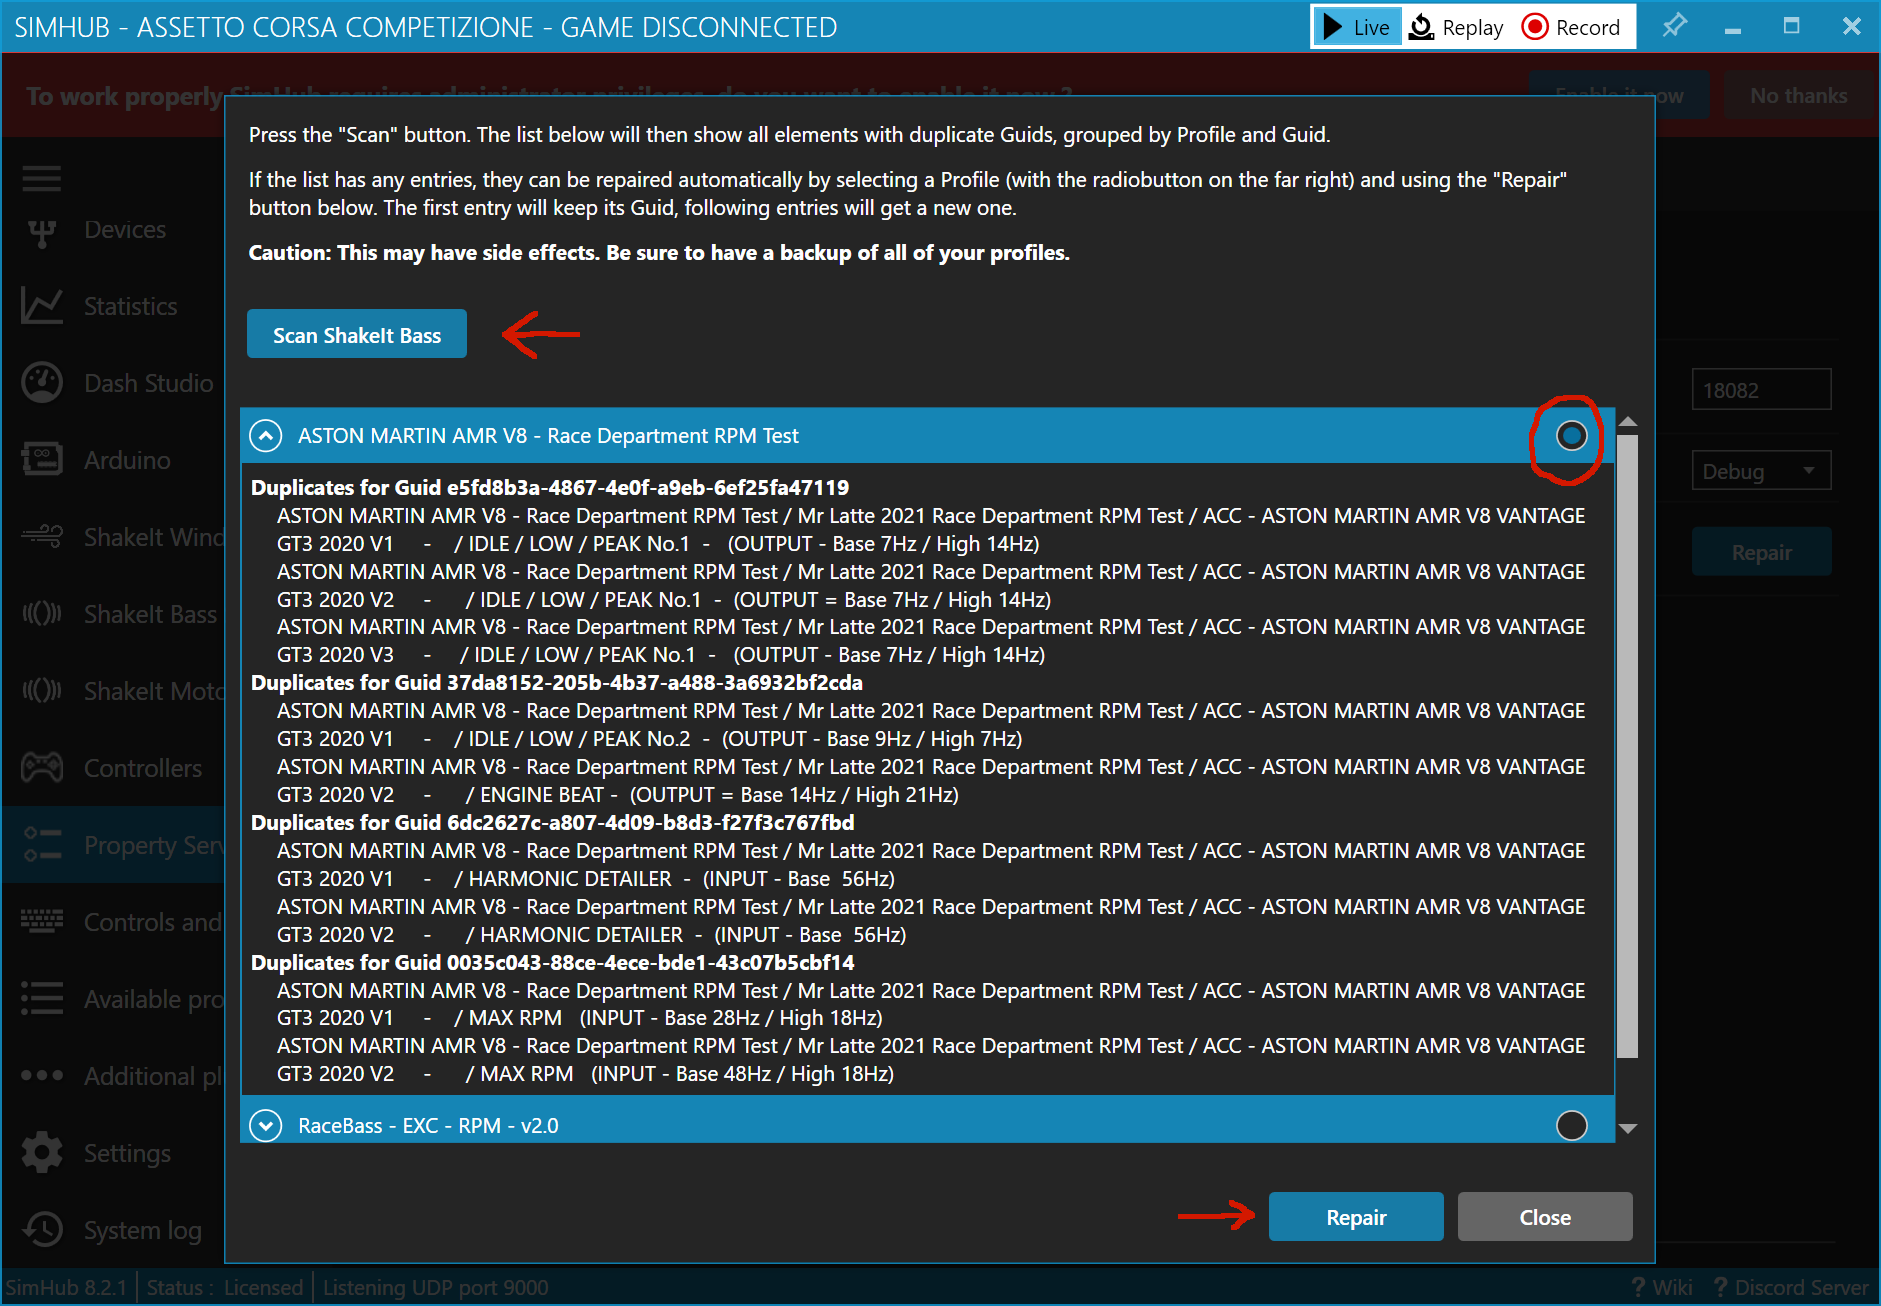 SIMHUB - ASSETTO CORSA COMPETIZIONE - GAME DISCONNECTED
Live
Replay
Record
To work properly SimHub requires administrator privileges, do you want to enable it now ?
Enable it now
No thanks
Press the "Scan" button. The list below will then show all elements with duplicate Guids, grouped by Profile and Guid.
If the list has any entries, they can be repaired automatically by selecting a Profile (with the radiobutton on the far right) and using the "Repair"
button below. The first entry will keep its Guid, following entries will get a new one.
Caution: This may have side effects. Be sure to have a backup of all of your profiles.
Devices
Statistics
Dash Studio
Arduino
ShakeIt Wind
ShakeIt Bass
ShakeIt Moto
Controllers
Property Serv
Controls and
Available pro
Additional pl
Settings
System log
Scan ShakeIt Bass
18082
Debug
Repair
ASTON MARTIN AMR V8 - Race Department RPM Test
Duplicates for Guid e5fd8b3a-4867-4e0f-a9eb-6ef25fa47119
ASTON MARTIN AMR V8 - Race Department RPM Test / Mr Latte 2021 Race Department RPM Test / ACC - ASTON MARTIN AMR V8 VANTAGE
GT3 2020 V1 - / IDLE / LOW / PEAK No.1 - (OUTPUT - Base 7Hz / High 14Hz)
ASTON MARTIN AMR V8 - Race Department RPM Test / Mr Latte 2021 Race Department RPM Test / ACC - ASTON MARTIN AMR V8 VANTAGE
GT3 2020 V2 - / IDLE / LOW / PEAK No.1 - (OUTPUT = Base 7Hz / High 14Hz)
ASTON MARTIN AMR V8 - Race Department RPM Test / Mr Latte 2021 Race Department RPM Test / ACC - ASTON MARTIN AMR V8 VANTAGE
GT3 2020 V3 - / IDLE / LOW / PEAK No.1 - (OUTPUT - Base 7Hz / High 14Hz)
Duplicates for Guid 37da8152-205b-4b37-a488-3a6932bf2cda
ASTON MARTIN AMR V8 - Race Department RPM Test / Mr Latte 2021 Race Department RPM Test / ACC - ASTON MARTIN AMR V8 VANTAGE
GT3 2020 V1 - / IDLE / LOW / PEAK No.2 - (OUTPUT - Base 9Hz / High 7Hz)
ASTON MARTIN AMR V8 - Race Department RPM Test / Mr Latte 2021 Race Department RPM Test / ACC - ASTON MARTIN AMR V8 VANTAGE
GT3 2020 V2 - / ENGINE BEAT - (OUTPUT = Base 14Hz / High 21Hz)
Duplicates for Guid 6dc2627c-a807-4d09-b8d3-f27f3c767fbd
ASTON MARTIN AMR V8 - Race Department RPM Test / Mr Latte 2021 Race Department RPM Test / ACC - ASTON MARTIN AMR V8 VANTAGE
GT3 2020 V1 - / HARMONIC DETAILER - (INPUT - Base 56Hz)
ASTON MARTIN AMR V8 - Race Department RPM Test / Mr Latte 2021 Race Department RPM Test / ACC - ASTON MARTIN AMR V8 VANTAGE
GT3 2020 V2 - / HARMONIC DETAILER - (INPUT - Base 56Hz)
Duplicates for Guid 0035c043-88ce-4ece-bde1-43c07b5cbf14
ASTON MARTIN AMR V8 - Race Department RPM Test / Mr Latte 2021 Race Department RPM Test / ACC - ASTON MARTIN AMR V8 VANTAGE
GT3 2020 V1 - / MAX RPM (INPUT - Base 28Hz / High 18Hz)
ASTON MARTIN AMR V8 - Race Department RPM Test / Mr Latte 2021 Race Department RPM Test / ACC - ASTON MARTIN AMR V8 VANTAGE
GT3 2020 V2 - / MAX RPM (INPUT - Base 48Hz / High 18Hz)
RaceBass - EXC - RPM - v2.0
Repair
Close
SimHub 8.2.1
Status : Licensed
Listening UDP port 9000
? Wiki
? Discord Server